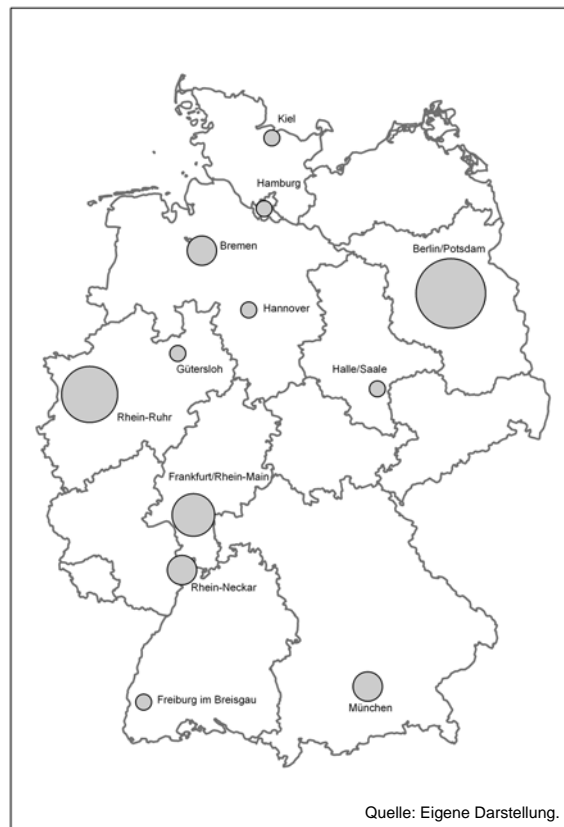 Kiel
Hamburg
Bremen
Berlin/Potsdam
Hannover
Gütersloh
Halle/Saale
Rhein-Ruhr
Frankfurt/Rhein-Main
Rhein-Neckar
Freiburg im Breisgau
München
Quelle: Eigene Darstellung.